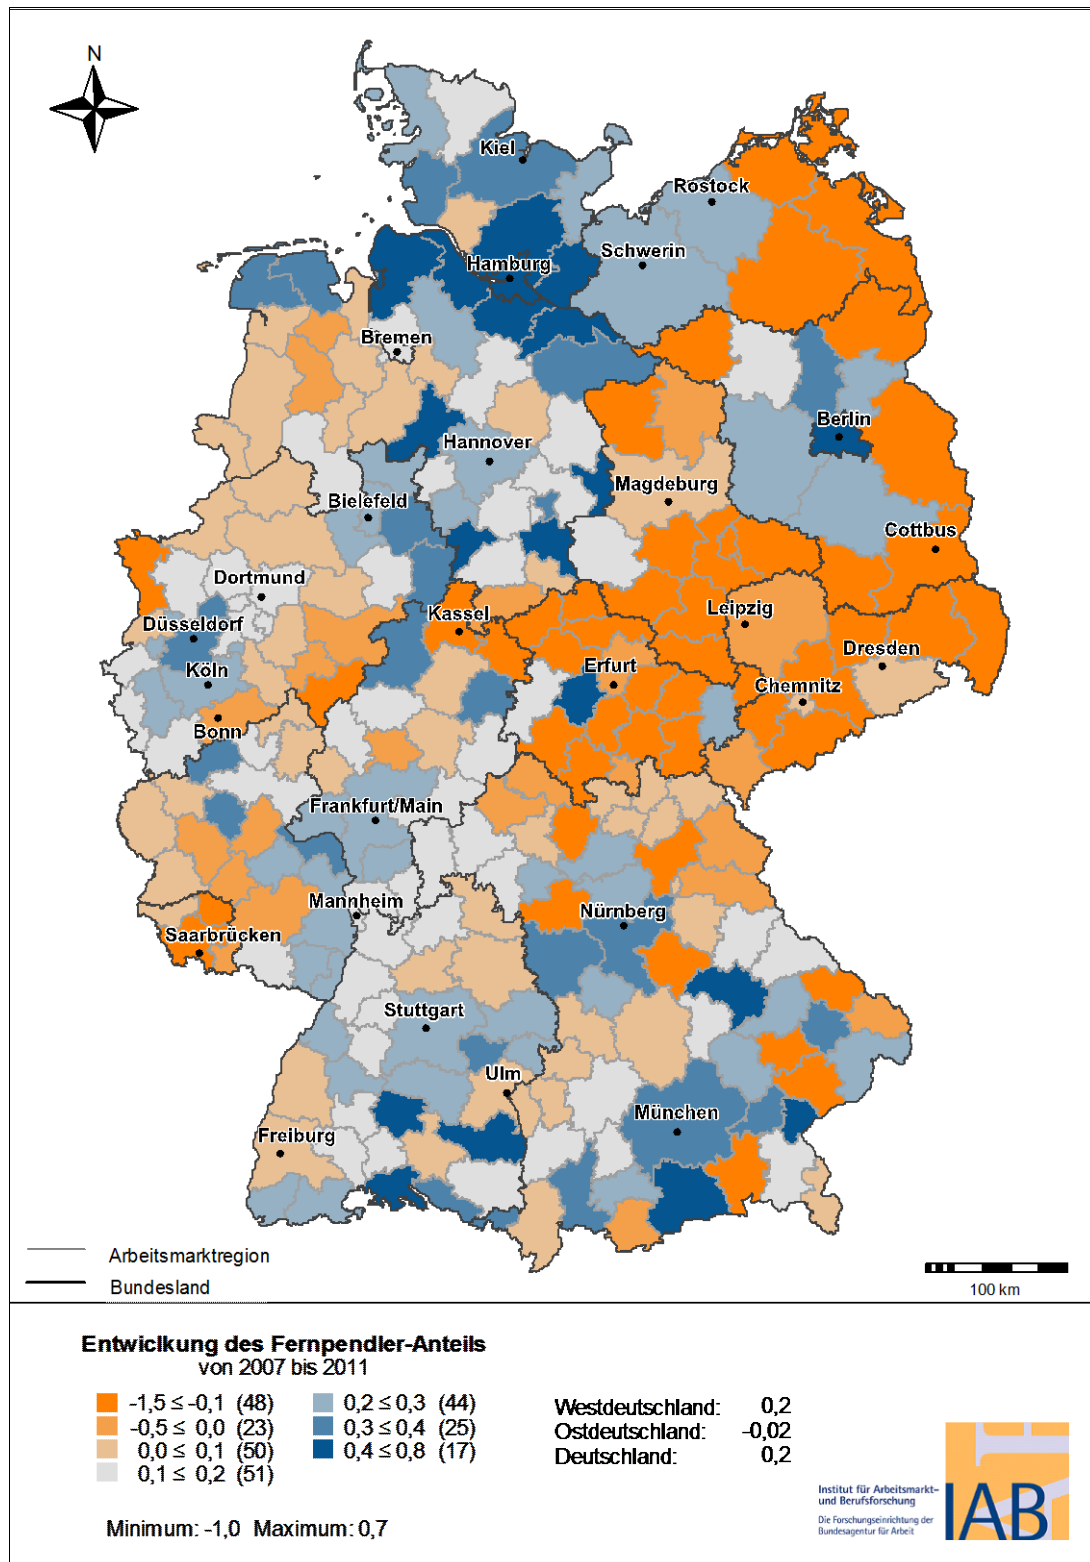 N
Kiel
Rostock
Schwerin
Hamburg
Bremen
Berlin
Hannover
Magdeburg
Bielefeld
Cottbus
Dortmund
Leipzig
Kassel
Düsseldorf
Dresden
Erfurt
Köln
Chemnitz
Bonn
Frankfurt/Main
Mannheim
Nürnberg
Saarbrücken
Stuttgart
Ulm
München
Freiburg
Arbeitsmarktregion
Bundesland
100 km
Entwiclkung des Fernpendler-Anteils
von 2007 bis 2011
-1,5 ≤ -0,1 (48)
-0,5 ≤ 0,0 (23)
0,0 ≤ 0,1 (50)
0,1 ≤ 0,2 (51)
0,2 ≤ 0,3 (44)
0,3 ≤ 0,4 (25)
0,4 ≤ 0,8 (17)
Minimum: -1,0 Maximum: 0,7
Westdeutschland: 0,2
Ostdeutschland: -0,02
Deutschland: 0,2
Institut für Arbeitsmarkt-
und Berufsforschung
Die Forschungseinrichtung der
Bundesagentur für Arbeit
IAB